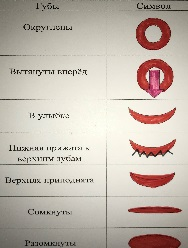 Губы Символ
Округлены
Вытянуты вперёд
В улыбке
Нижняя прижата к
верхним зубам
Верхняя приподнята
Сомкнуты
Разомкнуты